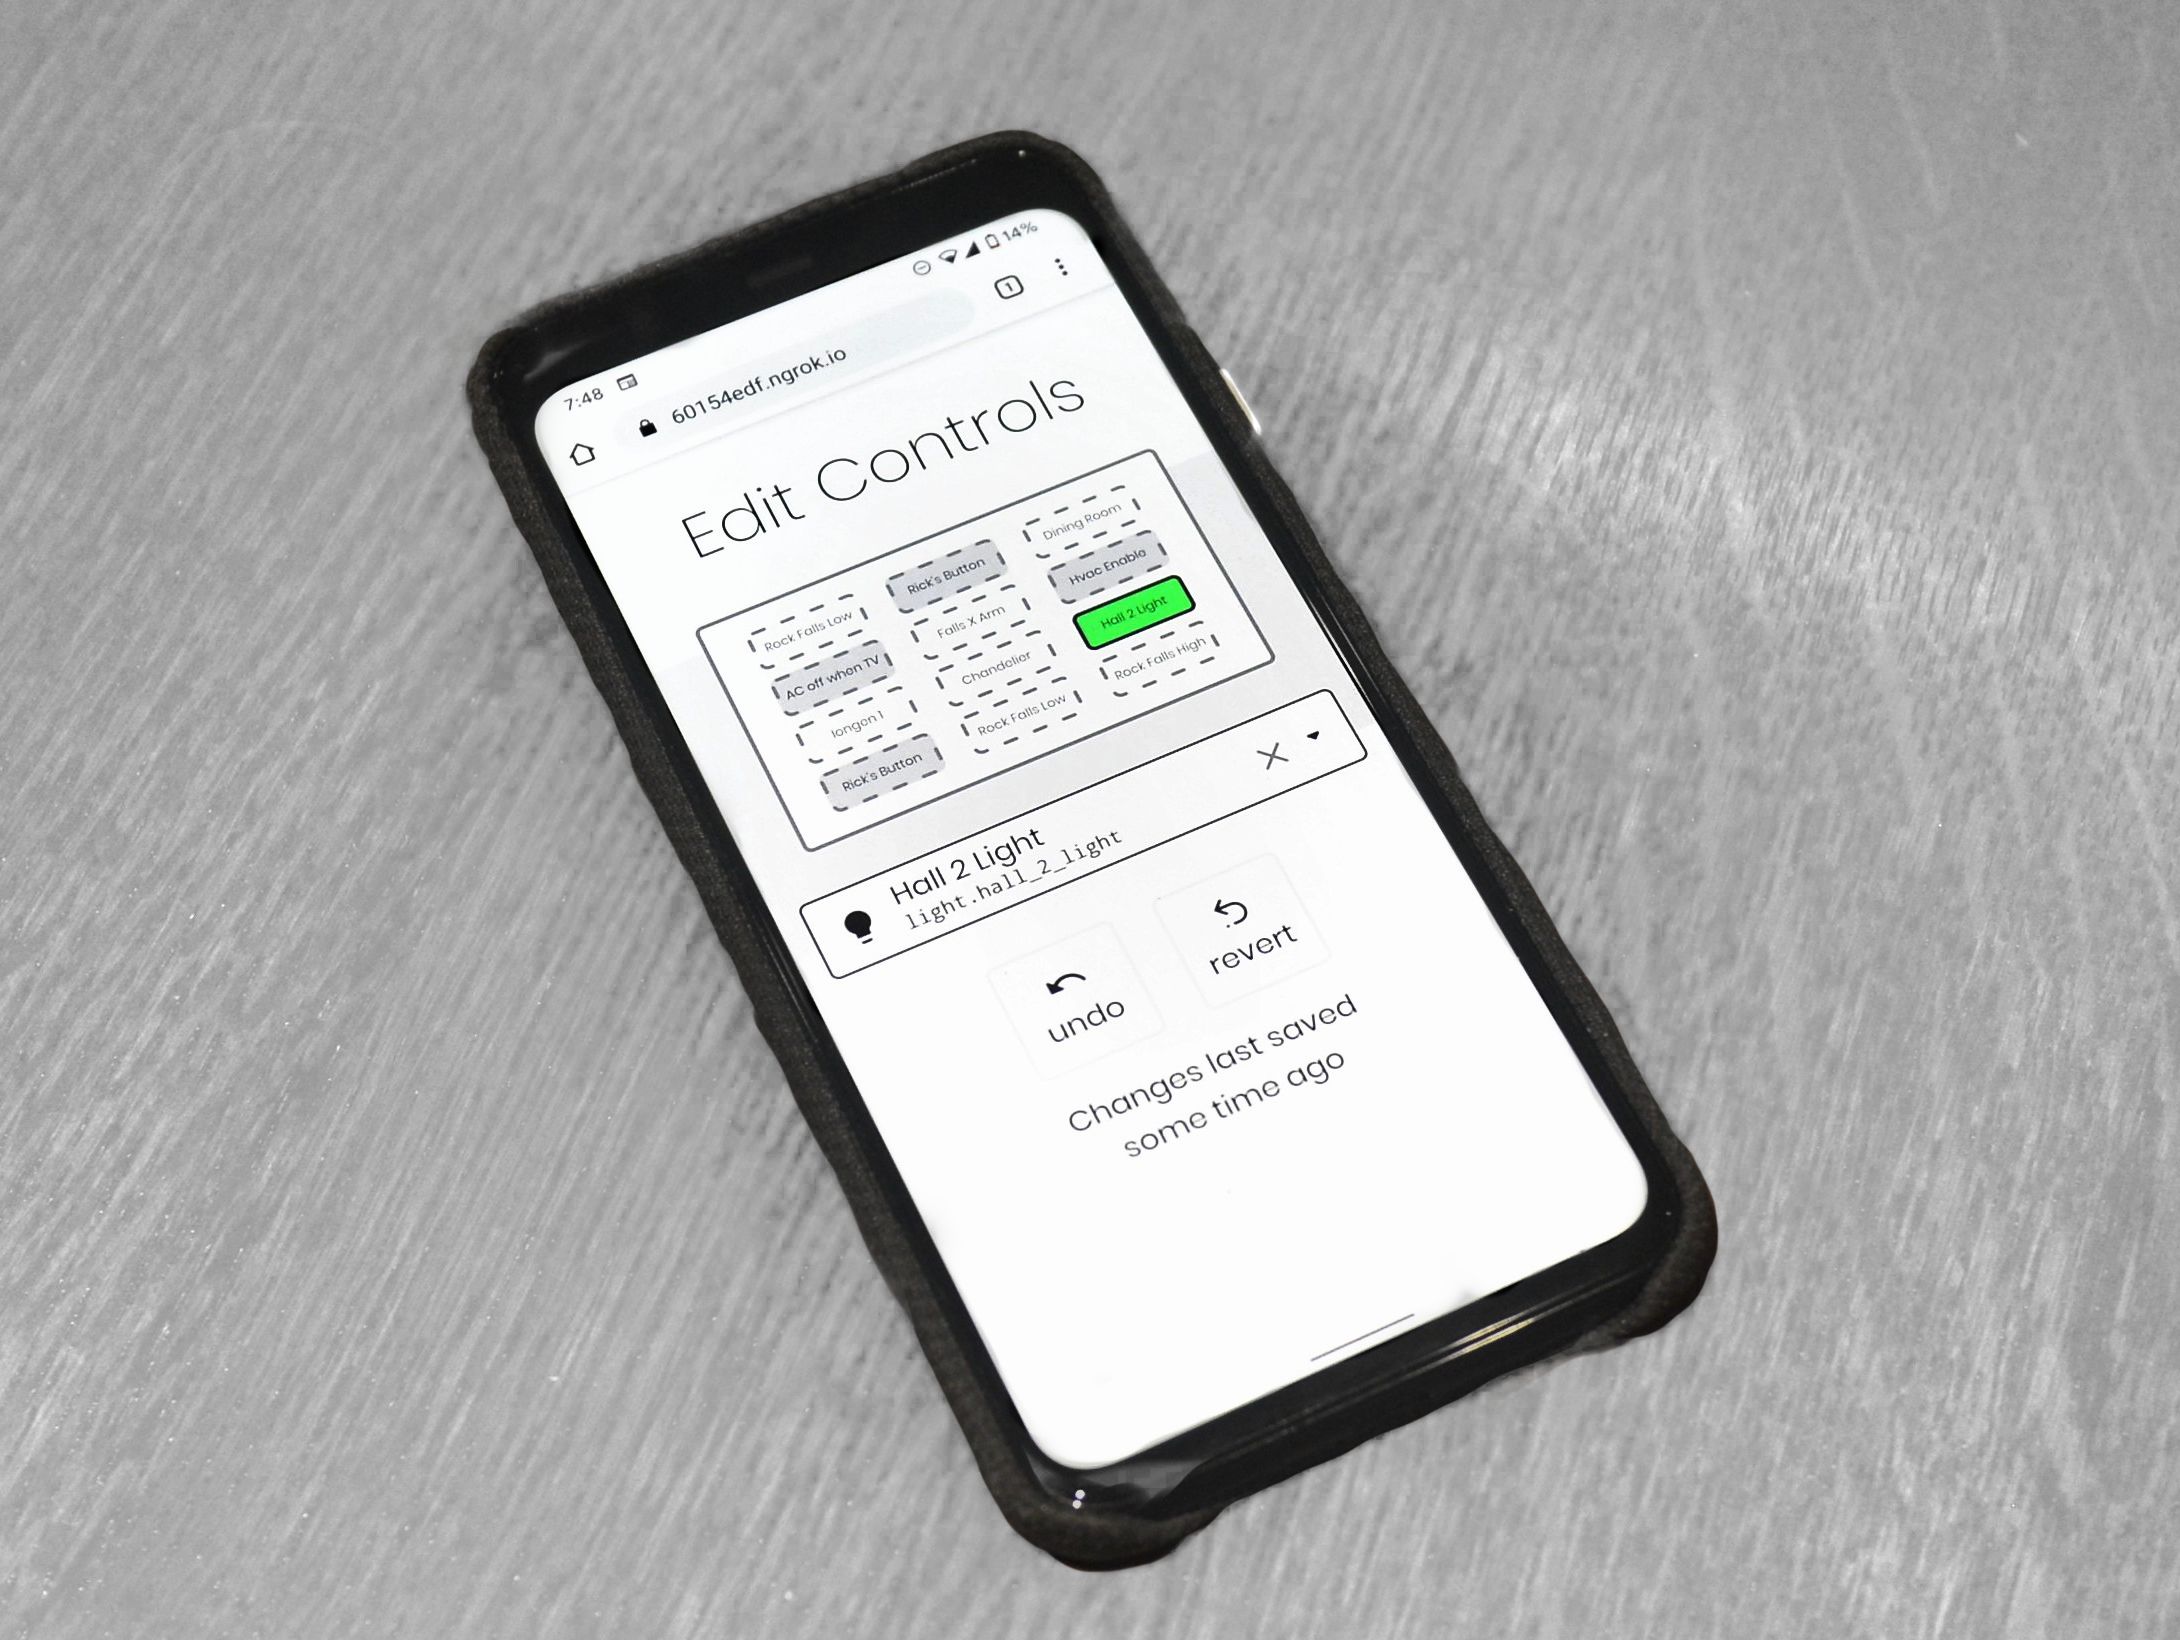 7:48
14%
60154edf.ngrok.io
1
Edit Controls
Rock Falls Low
Rick's Button
Dining Room
AC off when TV
Falls X Arm
Hvac Enable
longen 1
Chandelier
Hall 2 Light
Rick's Button
Rock Falls Low
Rock Falls High
Hall 2 Light
light.hall_2_light
undo
revert
Changes last saved
some time ago